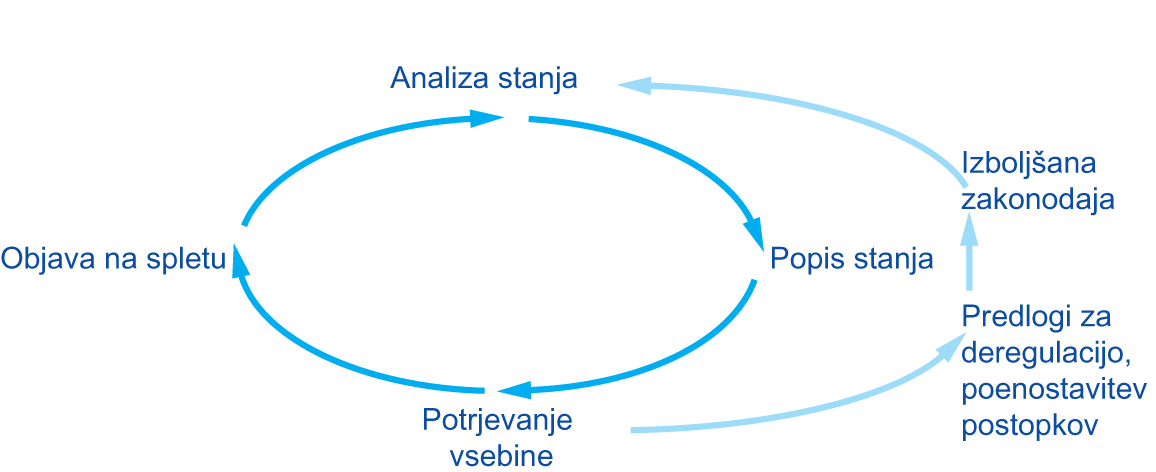 Analiza stanja
Izboljšana
zakonodaja
Objava na spletu
Popis stanja
Predlogi za
deregulacijo,
poenostavitev
postopkov
Potrjevanje
vsebine